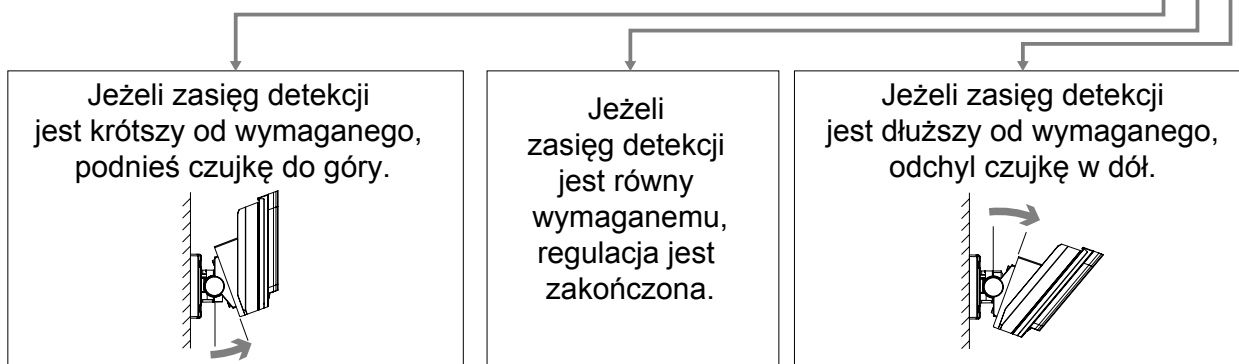 Jeżeli zasięg detekcji
jest krótszy od wymaganego,
podnieś czujkę do góry.
Jeżeli
zasięg detekcji
jest równy
wymaganemu,
regulacja jest
zakończona.
Jeżeli zasięg detekcji
jest dłuższy od wymaganego,
odchyl czujkę w dół.